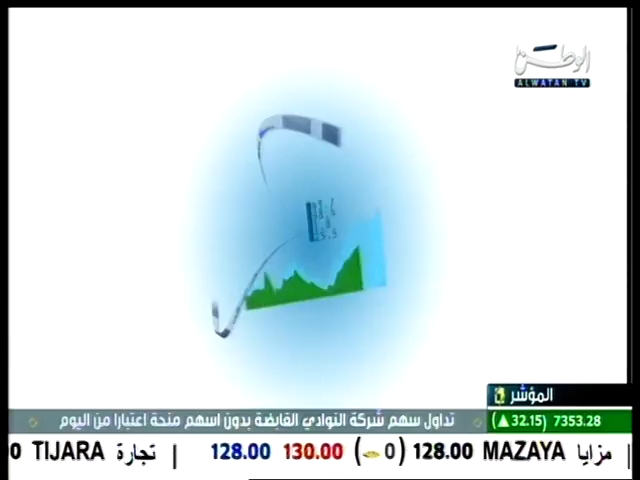 الوطن
ALWATAN TV
المؤشر
تداول سهم شركة النوادي القابضة بدون اسهم منحة اعتبارا من اليوم
(▲32.15) 7353.28
0 TIJARA تجارة | 128.00 130.00 (0) 128.00 MAZAYA مزايا |